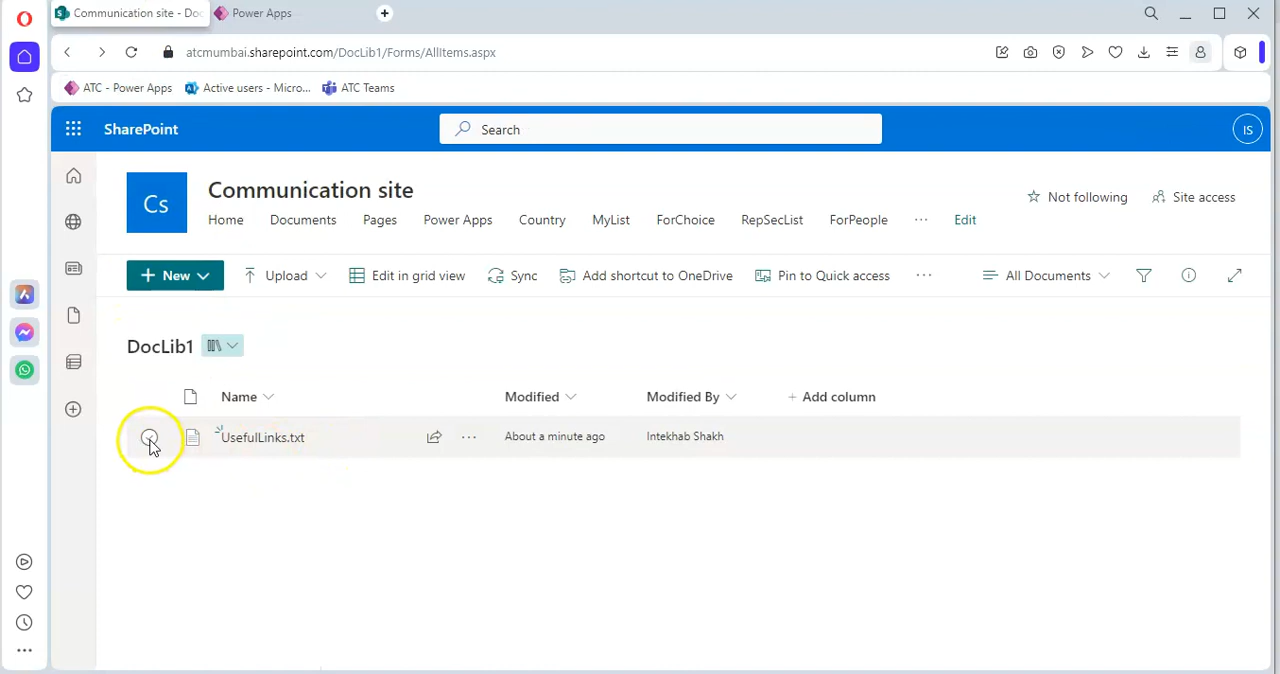 Communication site - Doc
Power Apps
atcmumbai.sharepoint.com/DocLib1/Forms/AllItems.aspx
ATC - Power Apps
Active users - Micro...
ATC Teams
SharePoint
Search
IS
Cs
Communication site
Not following
Site access
Home
Documents
Pages
Power Apps
Country
MyList
ForChoice
RepSecList
ForPeople
...
Edit
New
Upload
Edit in grid view
Sync
Add shortcut to OneDrive
Pin to Quick access
...
All Documents
DocLib1
Name
Modified
Modified By
+ Add column
UsefulLinks.txt
...
About a minute ago
Intekhab Shakh